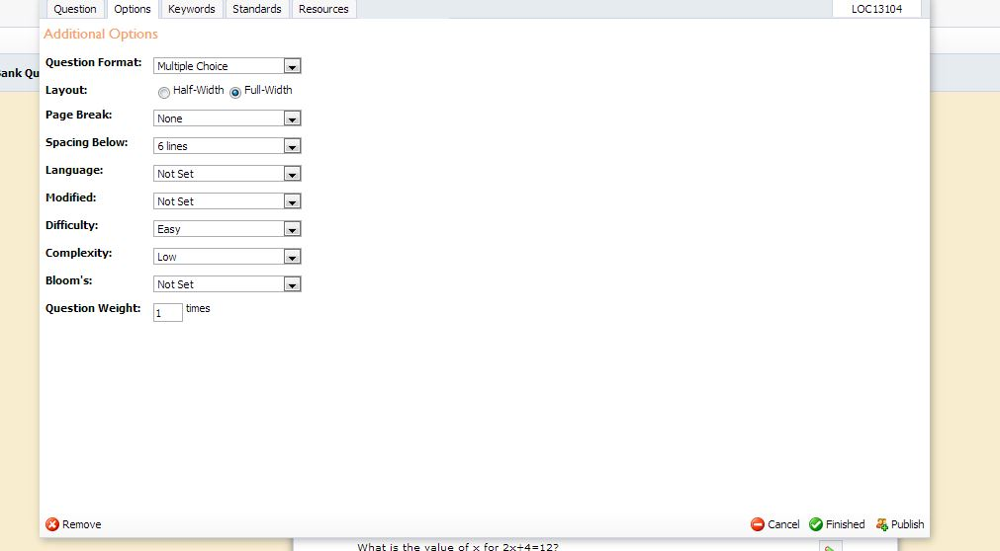 Question Options Keywords Standards Resources LOC13104
Additional Options
Question Format: Multiple Choice
Layout: Half-Width Full-Width
Page Break: None
Spacing Below: 6 lines
Language: Not Set
Modified: Not Set
Difficulty: Easy
Complexity: Low
Bloom's: Not Set
Question Weight: 1 times
Remove Cancel Finished Publish
What is the value of x for 2x+4=12?